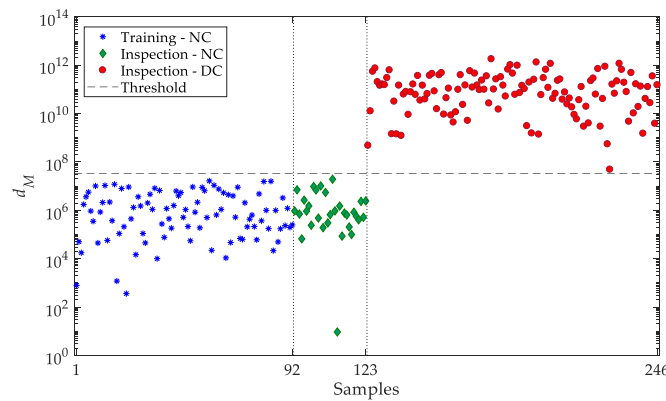 10^14
10^12
10^10
10^8
10^6
10^4
10^2
10^0
d_M
Training - NC
Inspection - NC
Inspection - DC
Threshold
1
92
123
246
Samples